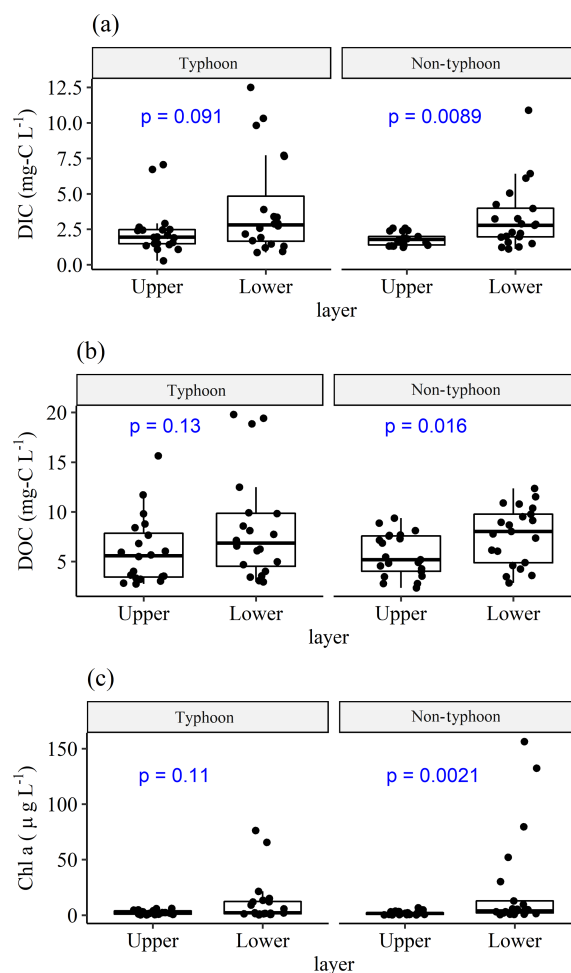 (a)
Typhoon Non-typhoon
12.5
10.0
7.5
5.0
2.5
0.0
DIC (mg-C L⁻¹)
p = 0.091 p = 0.0089
Upper Lower Upper Lower
layer
(b)
Typhoon Non-typhoon
20
15
10
5
DOC (mg-C L⁻¹)
p = 0.13 p = 0.016
Upper Lower Upper Lower
layer
(c)
Typhoon Non-typhoon
150
100
50
0
Chl a ( μ g L⁻¹)
p = 0.11 p = 0.0021
Upper Lower Upper Lower
layer